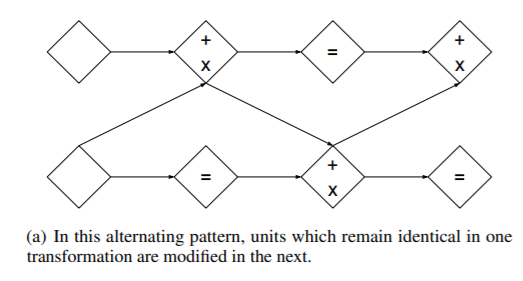 + +
x = x
+
= x =
(a) In this alternating pattern, units which remain identical in one
transformation are modified in the next.